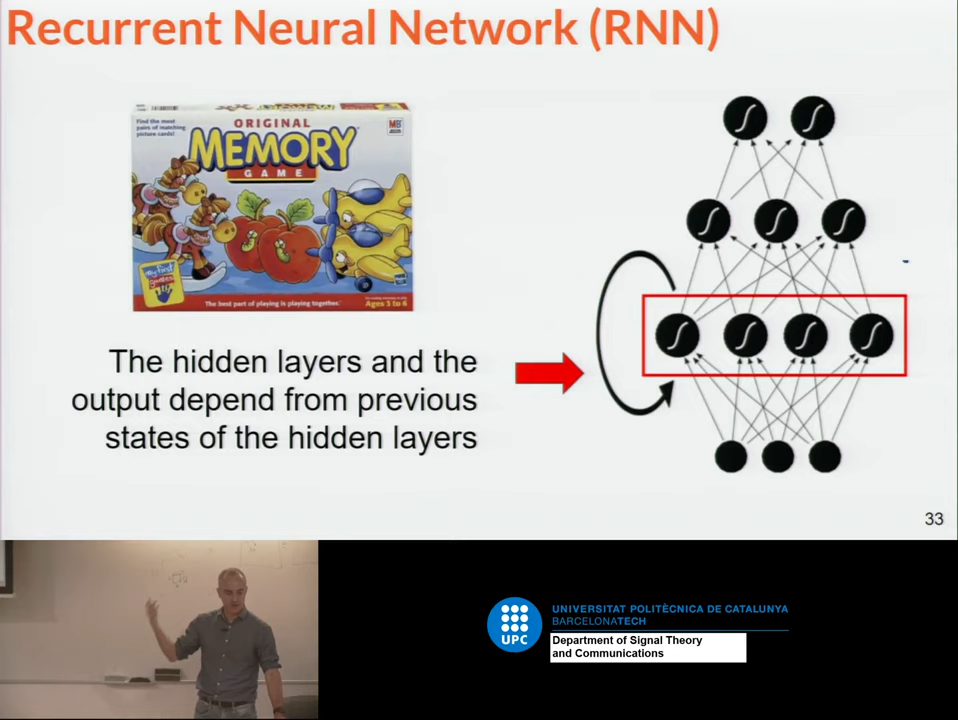 Recurrent Neural Network (RNN)
Find the most
pairs of matching
picture cards!
ORIGINAL
MEMORY
GAME
MB
my first
games
The best part of playing is playing together.
Ages 3 to 6
The hidden layers and the
output depend from previous
states of the hidden layers
33
UPC
UNIVERSITAT POLITÈCNICA DE CATALUNYA
BARCELONATECH
Department of Signal Theory
and Communications